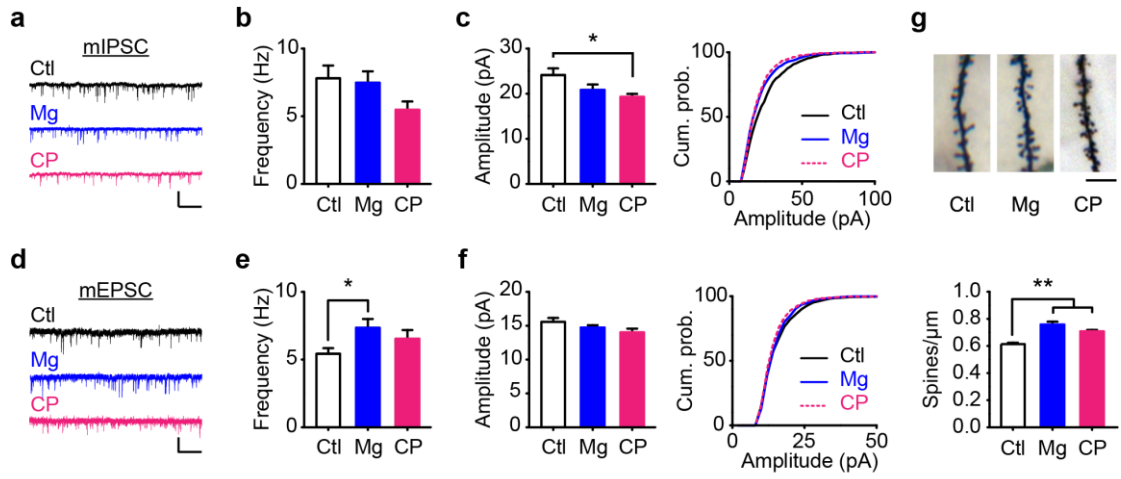 a
mIPSC
Ctl
Mg
CP
b
10
5
0
Frequency (Hz)
Ctl Mg CP
c
30
20
10
0
Amplitude (pA)
*
Ctl Mg CP
100
50
0
Cum. prob.
Ctl
Mg
CP
0 50 100
Amplitude (pA)
g
Ctl Mg CP
d
mEPSC
Ctl
Mg
CP
e
10
5
0
Frequency (Hz)
*
Ctl Mg CP
f
20
15
10
5
0
Amplitude (pA)
Ctl Mg CP
100
50
0
Cum. prob.
Ctl
Mg
CP
0 25 50
Amplitude (pA)
1.0
0.8
0.6
0.4
0.2
0.0
Spines/µm
**
Ctl Mg CP